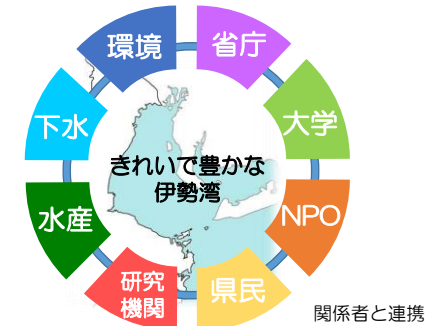 環境
省庁
下水
大学
きれいで豊かな
伊勢湾
水産
NPO
研究
機関
県民
関係者と連携